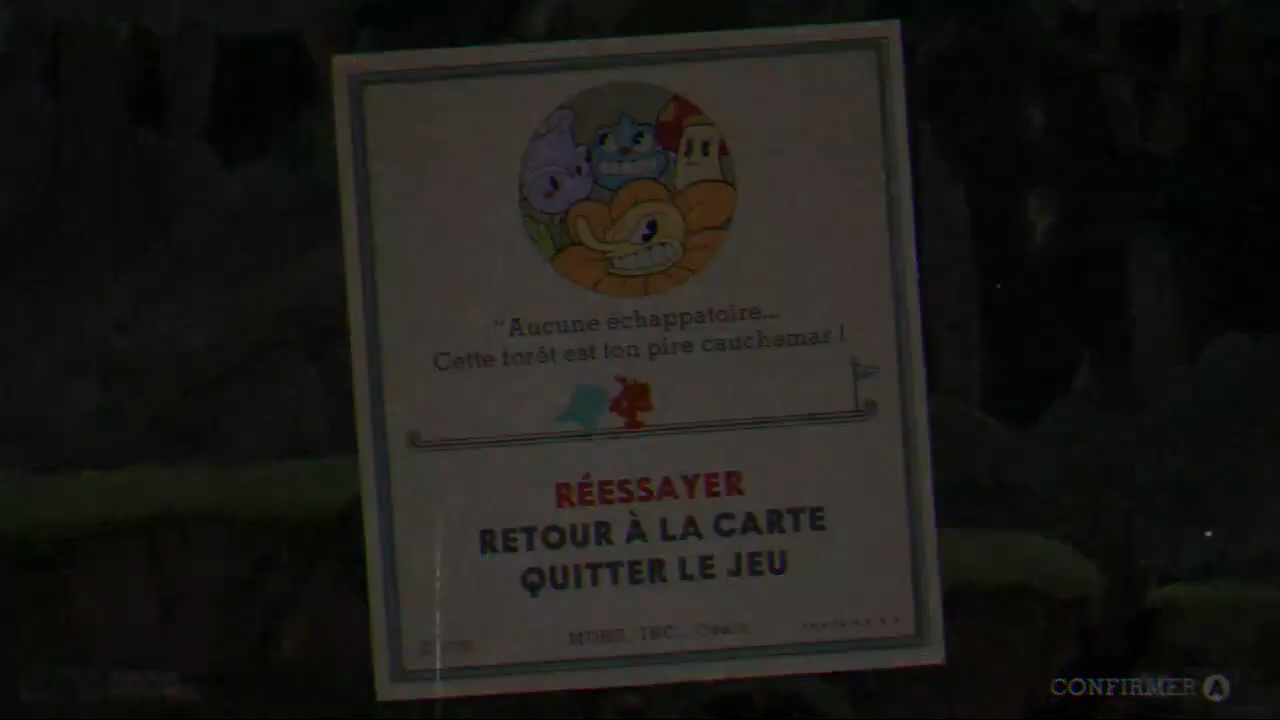 "Aucune échappatoire...
Cette forêt est ton pire cauchemar !
RÉESSAYER
RETOUR À LA CARTE
QUITTER LE JEU
CONFIRMER A